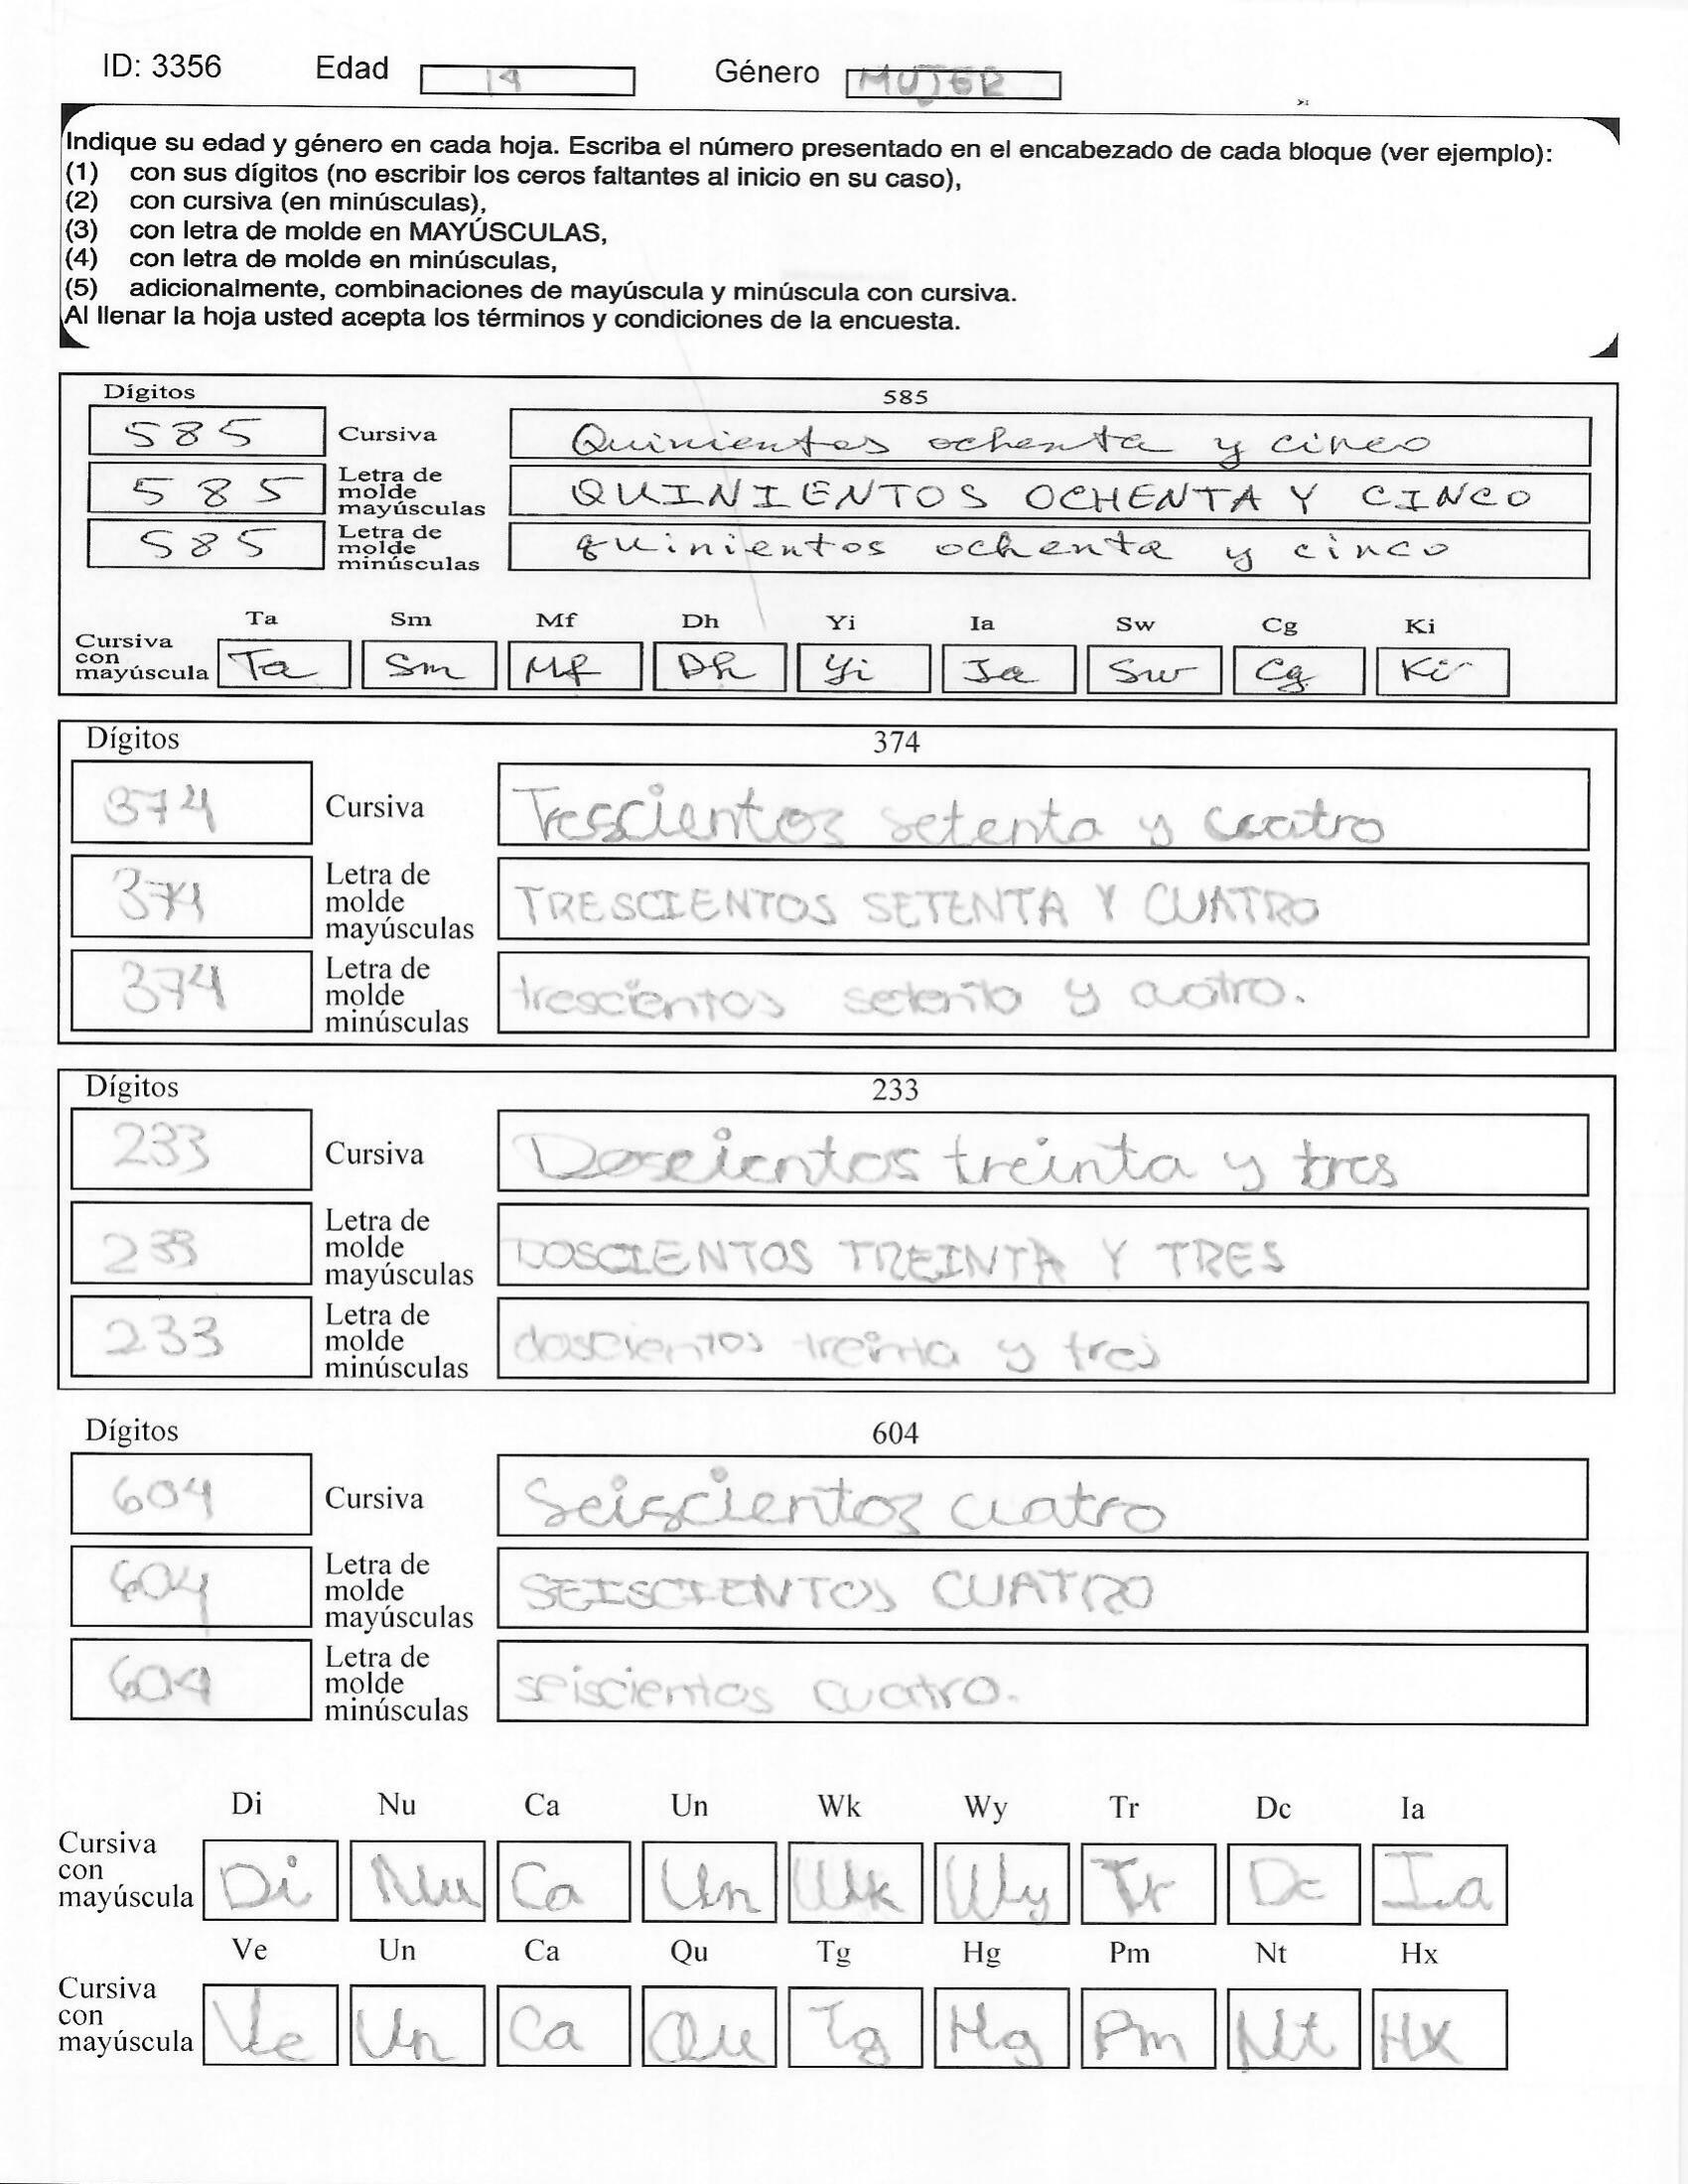 ID: 3356 Edad 19 Género MUJER
Indique su edad y género en cada hoja. Escriba el número presentado en el encabezado de cada bloque (ver ejemplo):
(1) con sus dígitos (no escribir los ceros faltantes al inicio en su caso),
(2) con cursiva (en minúsculas),
(3) con letra de molde en MAYÚSCULAS,
(4) con letra de molde en minúsculas,
(5) adicionalmente, combinaciones de mayúscula y minúscula con cursiva.
Al llenar la hoja usted acepta los términos y condiciones de la encuesta.
Dígitos 585
585 Cursiva Quinientos ochenta y cinco
585 Letra de molde mayúsculas QUINIENTOS OCHENTA Y CINCO
585 Letra de molde minúsculas quinientos ochenta y cinco
Ta Sm Mf Dh Yi Ia Sw Cg Ki
Cursiva con mayúscula Ta Sm Mf Dh Yi Ia Sw Cg Ki
Dígitos 374
374 Cursiva Trescientos setenta y cuatro
374 Letra de molde mayúsculas TRESCIENTOS SETENTA Y CUATRO
374 Letra de molde minúsculas trescientos setenta y cuatro.
Dígitos 233
233 Cursiva Doscientos treinta y tres
233 Letra de molde mayúsculas DOSCIENTOS TREINTA Y TRES
233 Letra de molde minúsculas doscientos treinta y tres
Dígitos 604
604 Cursiva Seiscientos cuatro
604 Letra de molde mayúsculas SEISCIENTOS CUATRO
604 Letra de molde minúsculas seiscientos cuatro.
Di Nu Ca Un Wk Wy Tr Dc Ia
Cursiva con mayúscula Di Nu Ca Un Wk Wy Tr Dc Ia
Ve Un Ca Qu Tg Hg Pm Nt Hx
Cursiva con mayúscula Ve Un Ca Qu Tg Hg Pm Nt Hx